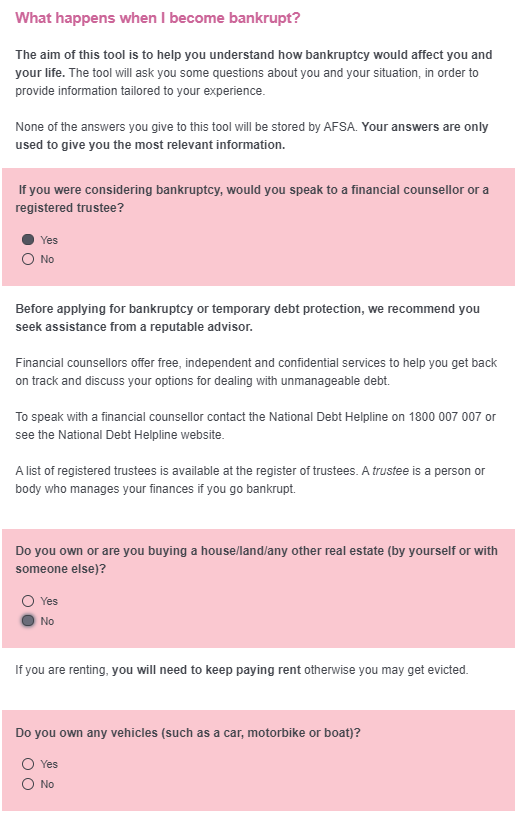 What happens when I become bankrupt?
The aim of this tool is to help you understand how bankruptcy would affect you and
your life. The tool will ask you some questions about you and your situation, in order to
provide information tailored to your experience.
None of the answers you give to this tool will be stored by AFSA. Your answers are only
used to give you the most relevant information.
If you were considering bankruptcy, would you speak to a financial counsellor or a
registered trustee?
Yes
No
Before applying for bankruptcy or temporary debt protection, we recommend you
seek assistance from a reputable advisor.
Financial counsellors offer free, independent and confidential services to help you get back
on track and discuss your options for dealing with unmanageable debt.
To speak with a financial counsellor contact the National Debt Helpline on 1800 007 007 or
see the National Debt Helpline website.
A list of registered trustees is available at the register of trustees. A trustee is a person or
body who manages your finances if you go bankrupt.
Do you own or are you buying a house/land/any other real estate (by yourself or with
someone else)?
Yes
No
If you are renting, you will need to keep paying rent otherwise you may get evicted.
Do you own any vehicles (such as a car, motorbike or boat)?
Yes
No